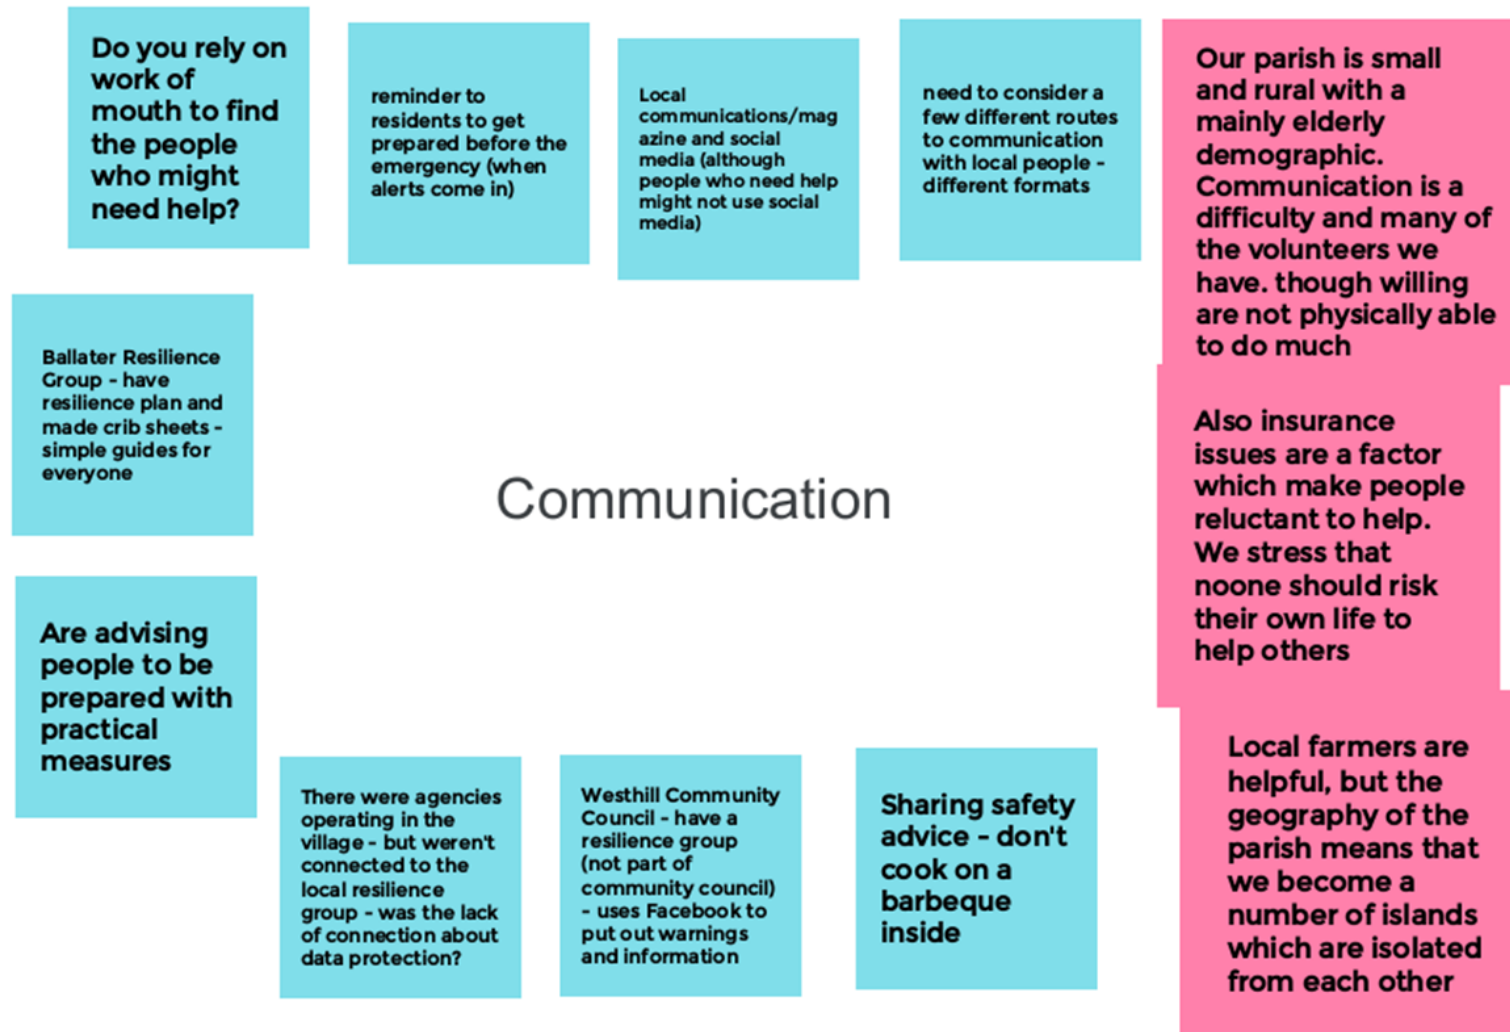 Do you rely on
work of
mouth to find
the people
who might
need help?
reminder to
residents to get
prepared before the
emergency (when
alerts come in)
Local
communications/mag
azine and social
media (although
people who need help
might not use social
media)
need to consider a
few different routes
to communication
with local people -
different formats
Our parish is small
and rural with a
mainly elderly
demographic.
Communication is a
difficulty and many of
the volunteers we
have. though willing
are not physically able
to do much
Ballater Resilience
Group - have
resilience plan and
made crib sheets -
simple guides for
everyone
Communication
Also insurance
issues are a factor
which make people
reluctant to help.
We stress that
noone should risk
their own life to
help others
Are advising
people to be
prepared with
practical
measures
There were agencies
operating in the
village - but weren't
connected to the
local resilience
group - was the lack
of connection about
data protection?
Westhill Community
Council - have a
resilience group
(not part of
community council)
- uses Facebook to
put out warnings
and information
Sharing safety
advice - don't
cook on a
barbeque
inside
Local farmers are
helpful, but the
geography of the
parish means that
we become a
number of islands
which are isolated
from each other